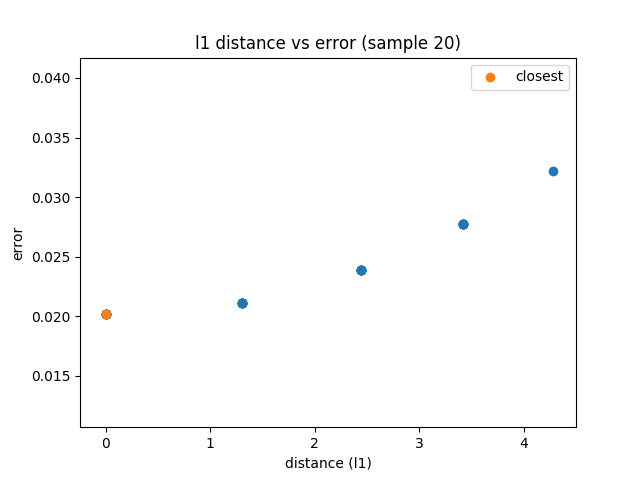 l1 distance vs error (sample 20)
closest
0.040
0.035
0.030
0.025
0.020
0.015
error
0 1 2 3 4
distance (l1)